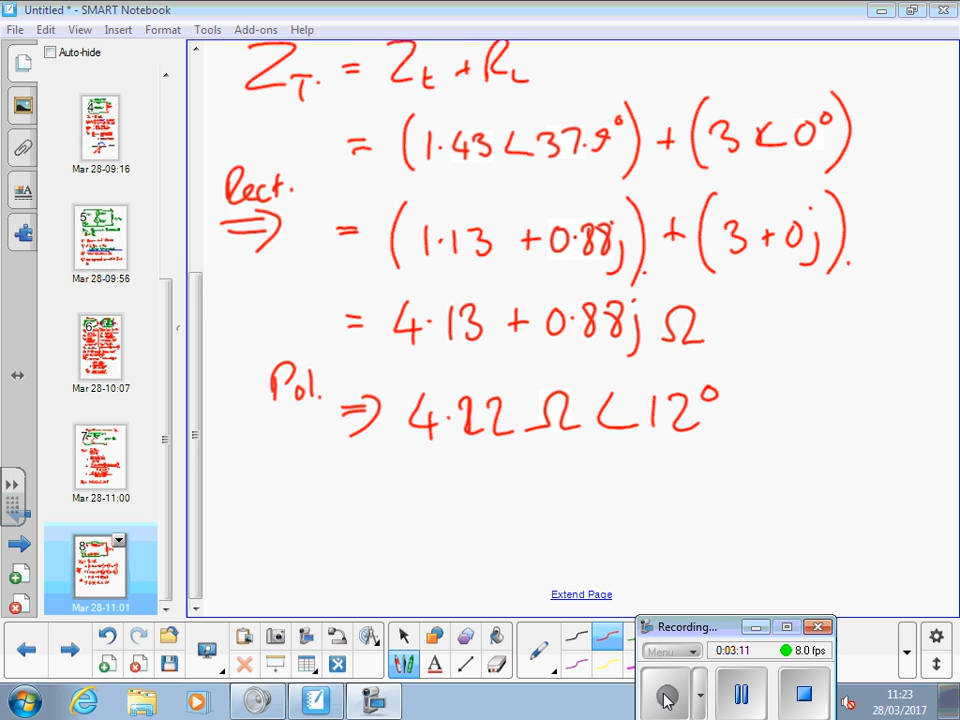 Untitled * - SMART Notebook
File Edit View Insert Format Tools Add-ons Help
Auto-hide
Mar 28-09:16
Mar 28-09:56
Mar 28-10:07
Mar 28-11:00
Mar 28-11:01
Z_T. = Z_t + R_L
= (1.43 < 37.9°) + (3 < 0°)
Rect.
⇒ = (1.13 + 0.88j). + (3 + 0j).
= 4.13 + 0.88j Ω
Pol.
⇒ 4.22 Ω < 12°
Extend Page
Recording...
Menu 0:03:11 8.0 fps
11:23
28/03/2017